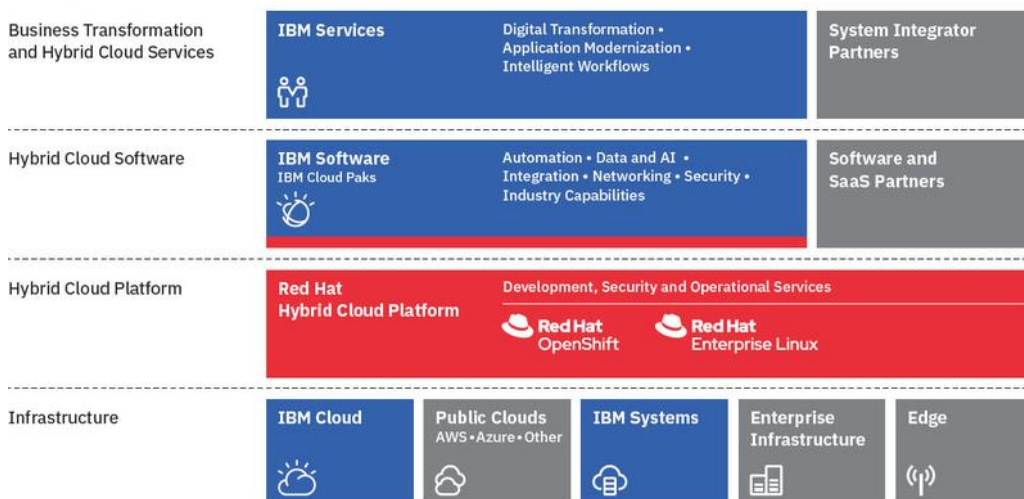 Business Transformation
and Hybrid Cloud Services
IBM Services
Digital Transformation •
Application Modernization •
Intelligent Workflows
System Integrator
Partners
Hybrid Cloud Software
IBM Software
IBM Cloud Paks
Automation • Data and AI •
Integration • Networking • Security •
Industry Capabilities
Software and
SaaS Partners
Hybrid Cloud Platform
Red Hat
Hybrid Cloud Platform
Development, Security and Operational Services
Red Hat
OpenShift
Red Hat
Enterprise Linux
Infrastructure
IBM Cloud
Public Clouds
AWS • Azure • Other
IBM Systems
Enterprise
Infrastructure
Edge